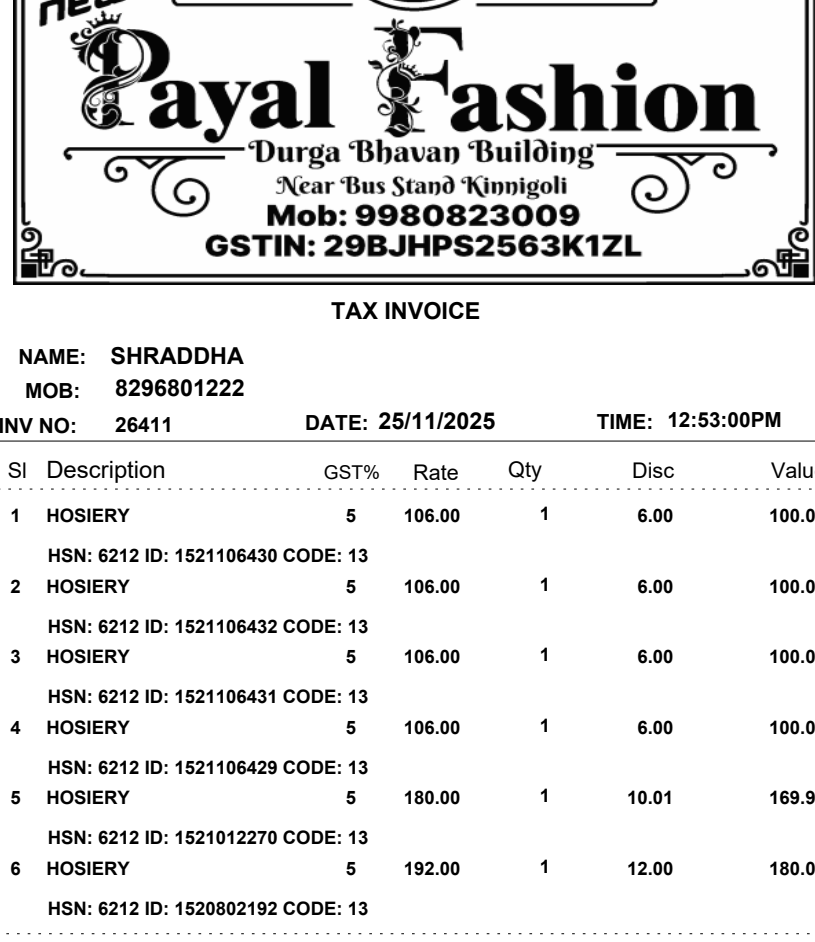 new
Payal Fashion
Durga Bhavan Building
Near Bus Stand Kinnigoli
Mob: 9980823009
GSTIN: 29BJHPS2563K1ZL
TAX INVOICE
NAME: SHRADDHA
MOB: 8296801222
INV NO: 26411 DATE: 25/11/2025 TIME: 12:53:00PM
Sl Description GST% Rate Qty Disc Valu
1 HOSIERY 5 106.00 1 6.00 100.0
HSN: 6212 ID: 1521106430 CODE: 13
2 HOSIERY 5 106.00 1 6.00 100.0
HSN: 6212 ID: 1521106432 CODE: 13
3 HOSIERY 5 106.00 1 6.00 100.0
HSN: 6212 ID: 1521106431 CODE: 13
4 HOSIERY 5 106.00 1 6.00 100.0
HSN: 6212 ID: 1521106429 CODE: 13
5 HOSIERY 5 180.00 1 10.01 169.9
HSN: 6212 ID: 1521012270 CODE: 13
6 HOSIERY 5 192.00 1 12.00 180.0
HSN: 6212 ID: 1520802192 CODE: 13